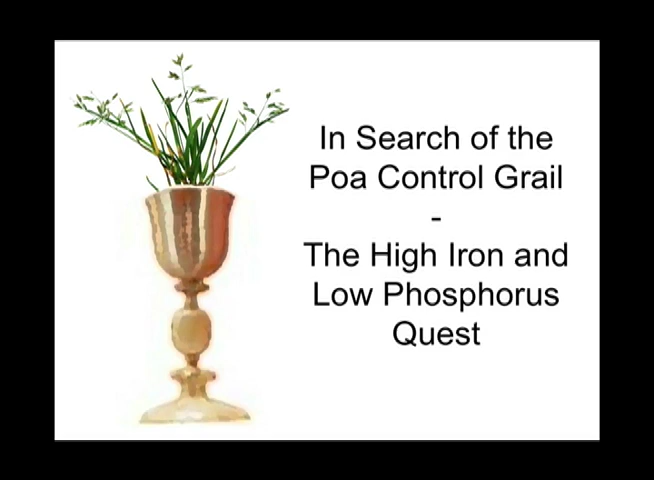 In Search of the
Poa Control Grail
-
The High Iron and
Low Phosphorus
Quest